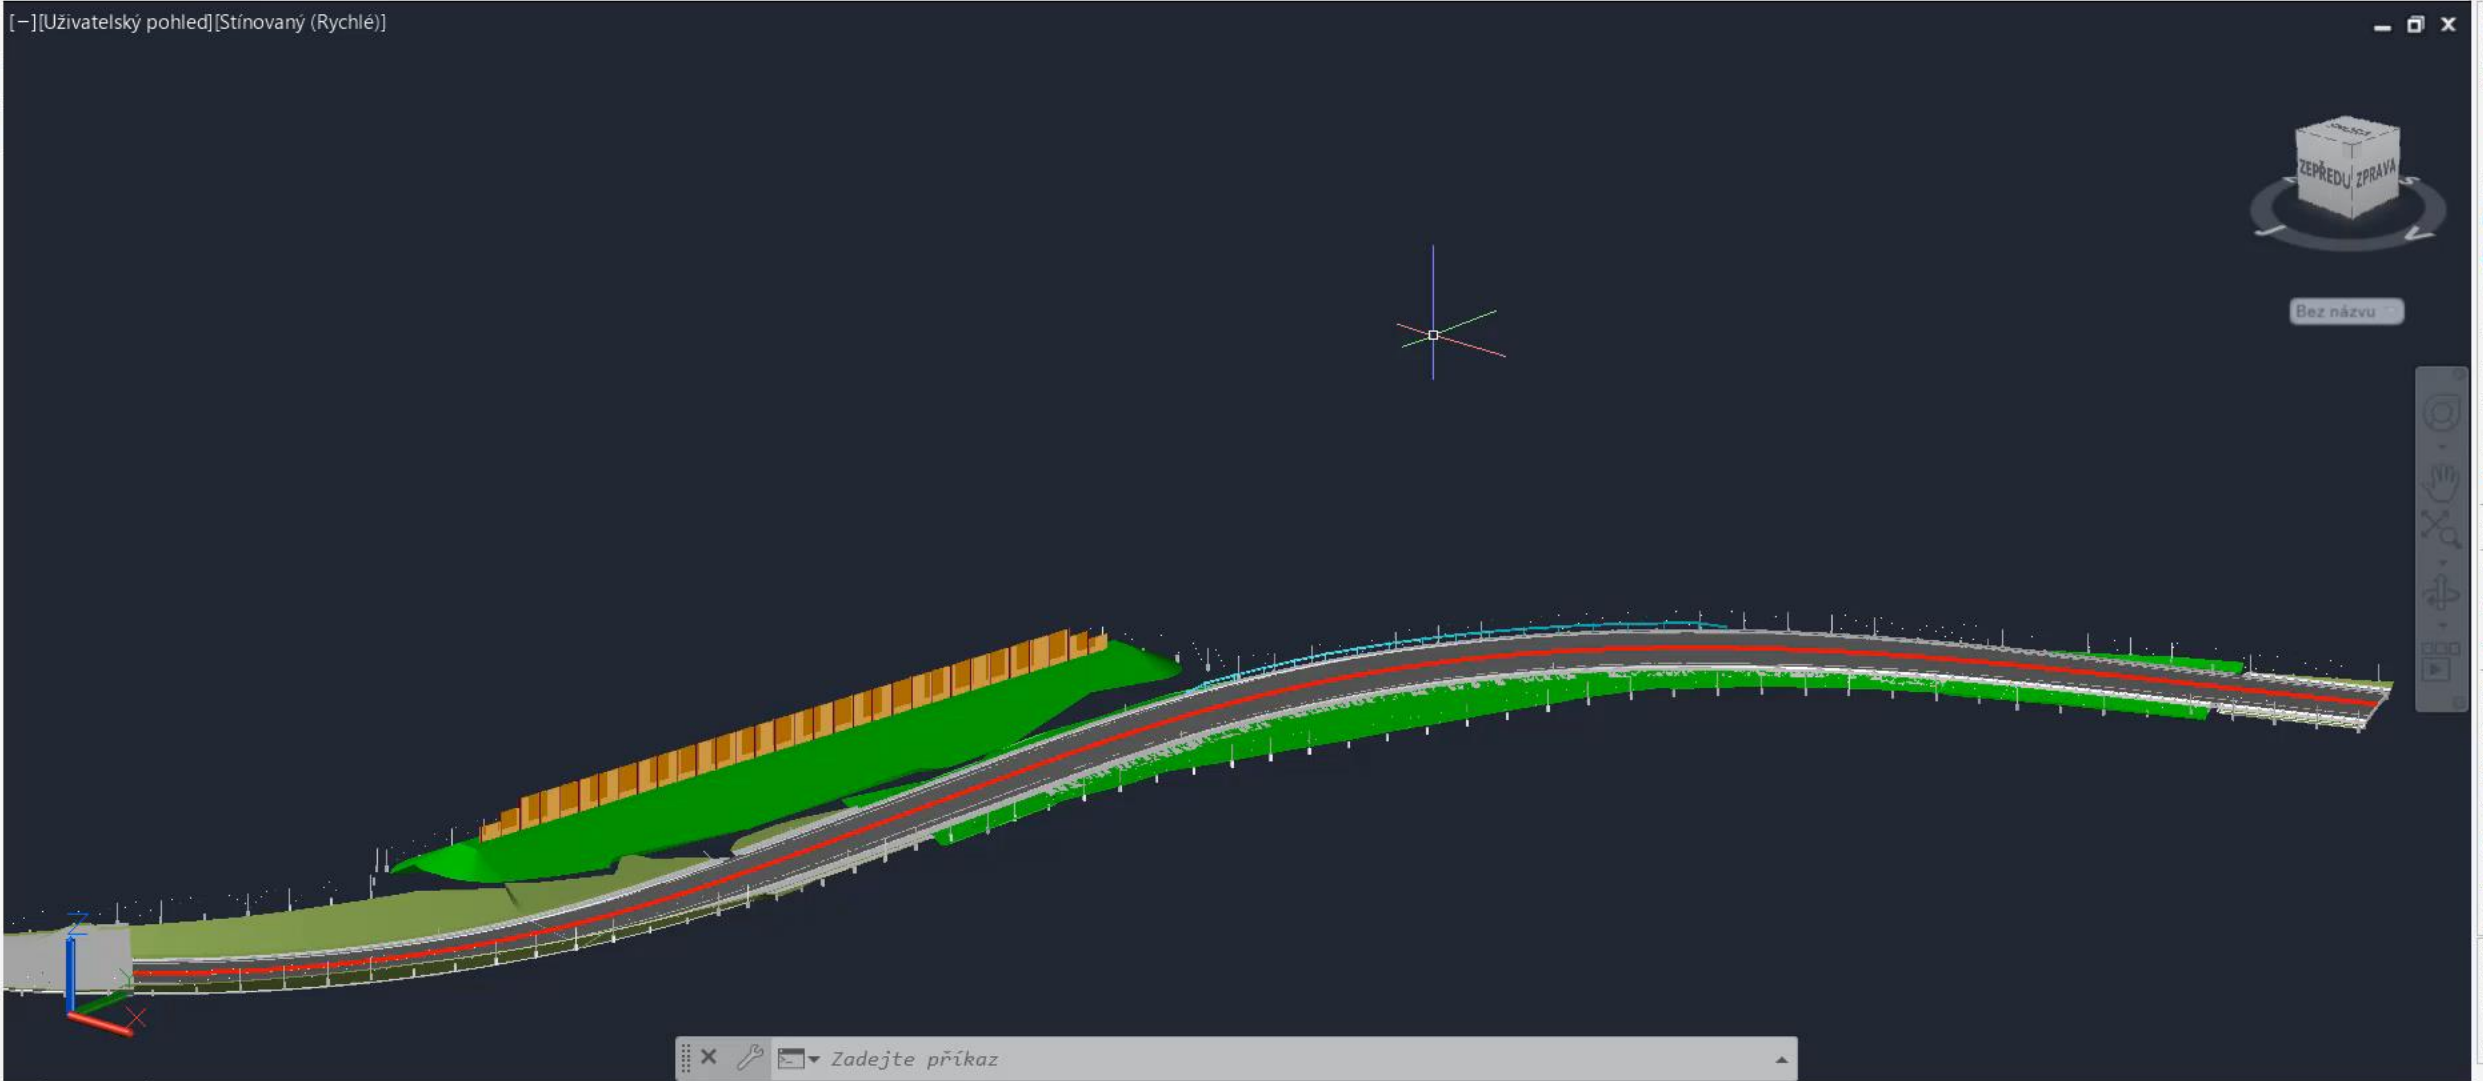 [−][Uživatelský pohled][Stínovaný (Rychlé)]
ZEPŘEDU
ZPRAVA
J
V
S
Bez názvu
Z
Y
X
Zadejte příkaz